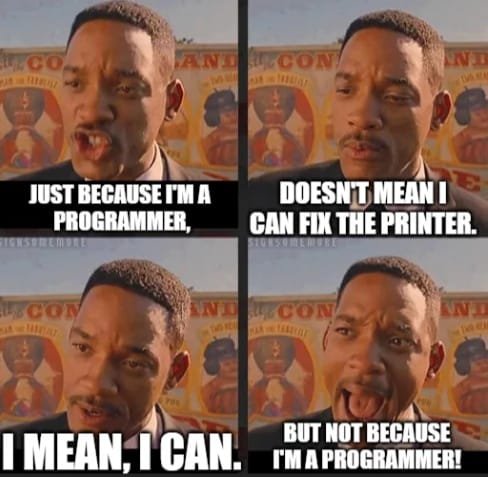 JUST BECAUSE I'M A
PROGRAMMER,
DOESN'T MEAN I
CAN FIX THE PRINTER.
I MEAN, I CAN.
BUT NOT BECAUSE
I'M A PROGRAMMER!